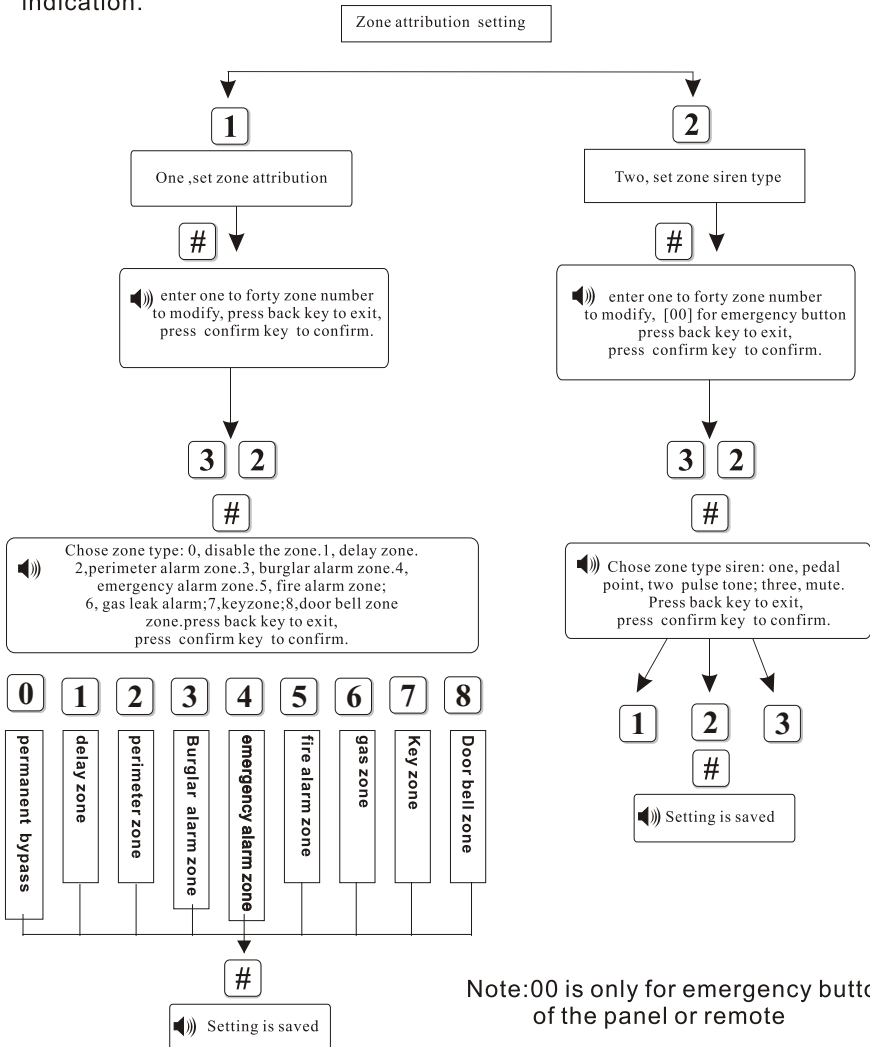 indication.
Zone attribution setting
1
One ,set zone attribution
#
enter one to forty zone number
to modify, press back key to exit,
press confirm key to confirm.
3 2
#
Chose zone type: 0, disable the zone.1, delay zone.
2,perimeter alarm zone.3, burglar alarm zone.4,
emergency alarm zone.5, fire alarm zone;
6, gas leak alarm;7,keyzone;8,door bell zone
zone.press back key to exit,
press confirm key to confirm.
0 1 2 3 4 5 6 7 8
permanent bypass
delay zone
perimeter zone
Burglar alarm zone
emergency alarm zone
fire alarm zone
gas zone
Key zone
Door bell zone
#
Setting is saved
2
Two, set zone siren type
#
enter one to forty zone number
to modify, [00] for emergency button
press back key to exit,
press confirm key to confirm.
3 2
#
Chose zone type siren: one, pedal
point, two pulse tone; three, mute.
Press back key to exit,
press confirm key to confirm.
1 2 3
#
Setting is saved
Note:00 is only for emergency butto
of the panel or remote